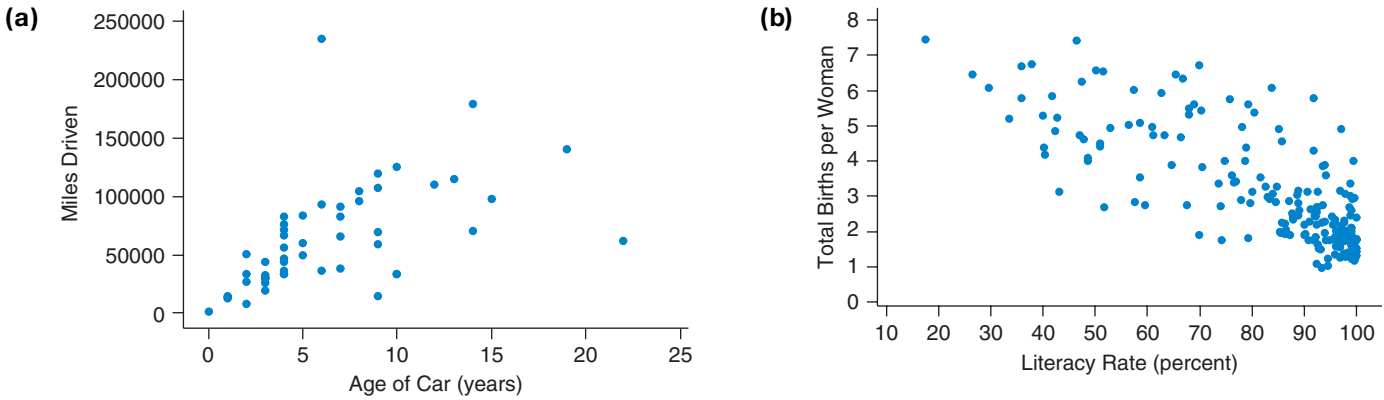 (a)
250000
200000
150000
100000
50000
0
Miles Driven
0 5 10 15 20 25
Age of Car (years)
(b)
8
7
6
5
4
3
2
1
0
Total Births per Woman
10 20 30 40 50 60 70 80 90 100
Literacy Rate (percent)